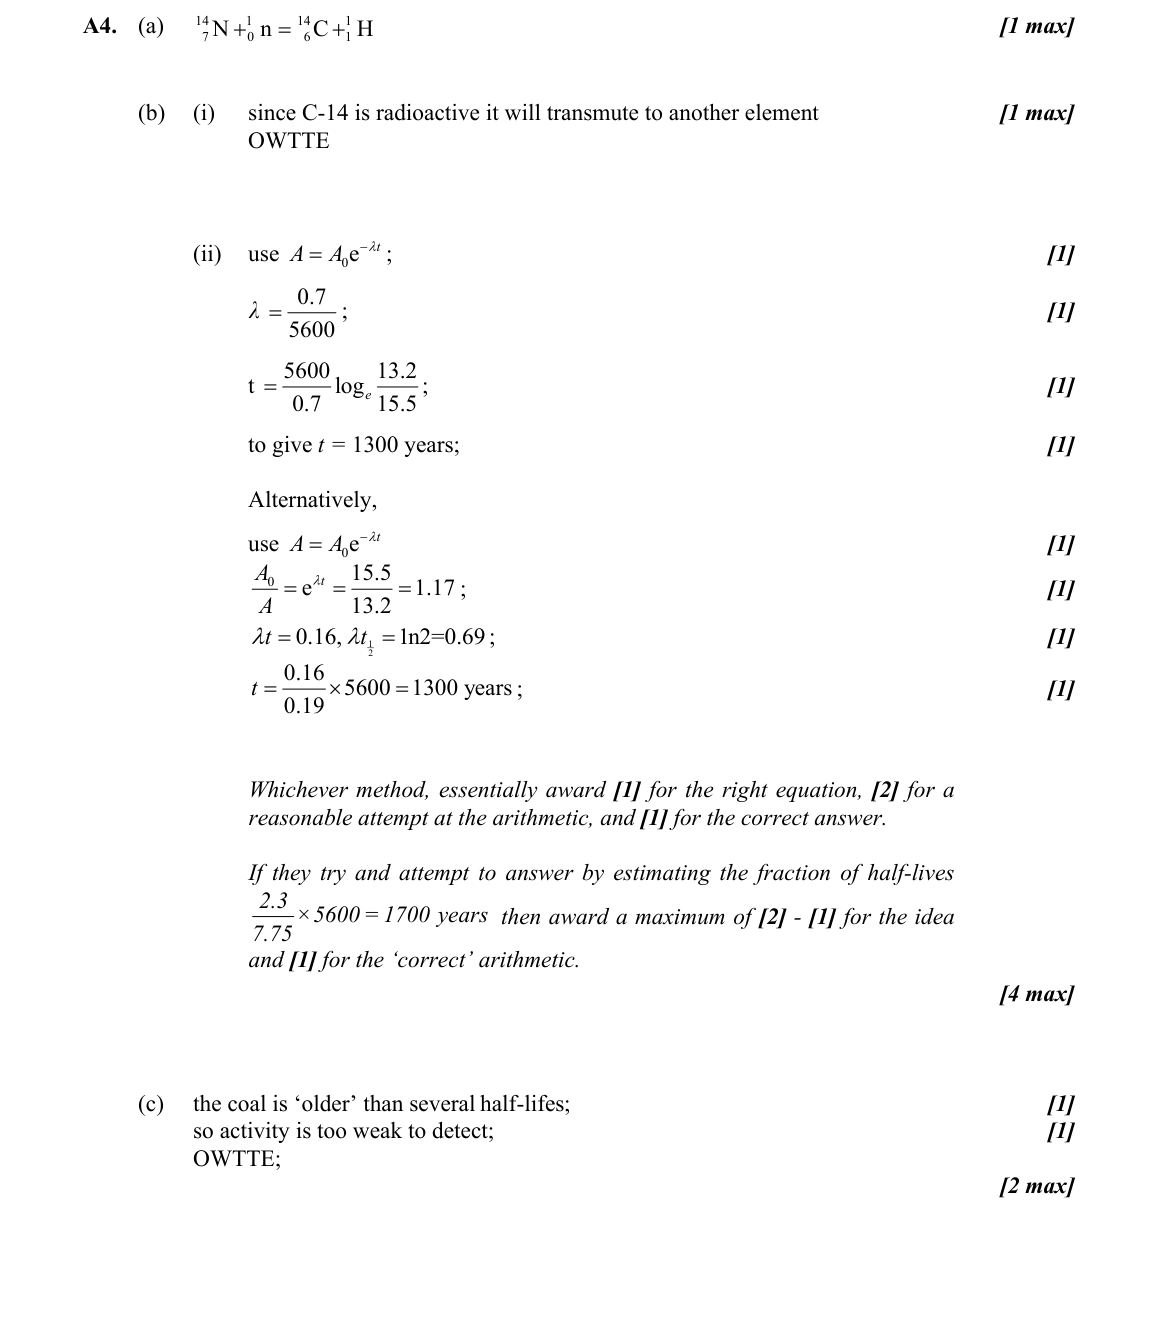 A4. (a) ¹⁴₇N + ¹₀n = ¹⁴₆C + ¹₁H [1 max]
(b) (i) since C-14 is radioactive it will transmute to another element [1 max]
OWTTE
(ii) use A = A₀e^(−λt) ; [1]
λ = 0.7/5600 ; [1]
t = 5600/0.7 logₑ 13.2/15.5 ; [1]
to give t = 1300 years; [1]
Alternatively,
use A = A₀e^(−λt) [1]
A₀/A = e^(λt) = 15.5/13.2 = 1.17 ; [1]
λt = 0.16, λt_(1/2) = ln2=0.69 ; [1]
t = 0.16/0.19 × 5600 = 1300 years ; [1]
Whichever method, essentially award [1] for the right equation, [2] for a
reasonable attempt at the arithmetic, and [1] for the correct answer.
If they try and attempt to answer by estimating the fraction of half-lives
2.3/7.75 × 5600 = 1700 years then award a maximum of [2] - [1] for the idea
and [1] for the ‘correct’ arithmetic.
[4 max]
(c) the coal is ‘older’ than several half-lifes; [1]
so activity is too weak to detect; [1]
OWTTE;
[2 max]